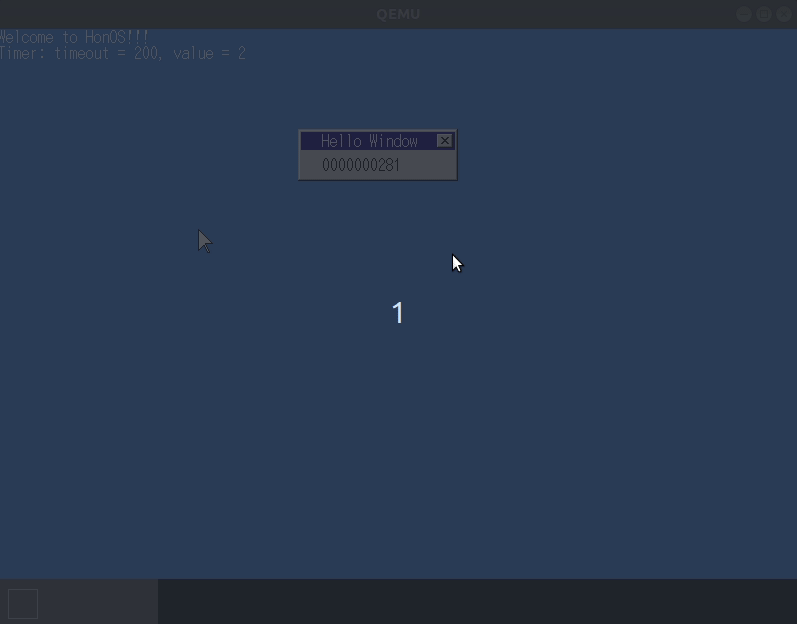 QEMU
Welcome to HonOS!!!
Timer: timeout = 200, value = 2
Hello Window
0000000281
1